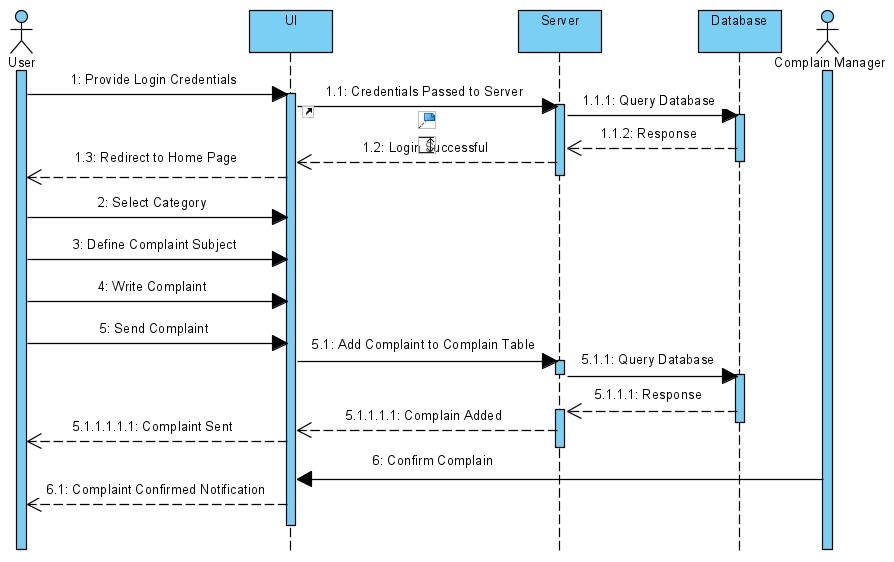 UI
Server
Database
User
Complain Manager
1: Provide Login Credentials
1.1: Credentials Passed to Server
1.1.1: Query Database
1.1.2: Response
1.2: Login Successful
1.3: Redirect to Home Page
2: Select Category
3: Define Complaint Subject
4: Write Complaint
5: Send Complaint
5.1: Add Complaint to Complain Table
5.1.1: Query Database
5.1.1.1: Response
5.1.1.1.1: Complain Added
5.1.1.1.1.1: Complaint Sent
6: Confirm Complain
6.1: Complaint Confirmed Notification